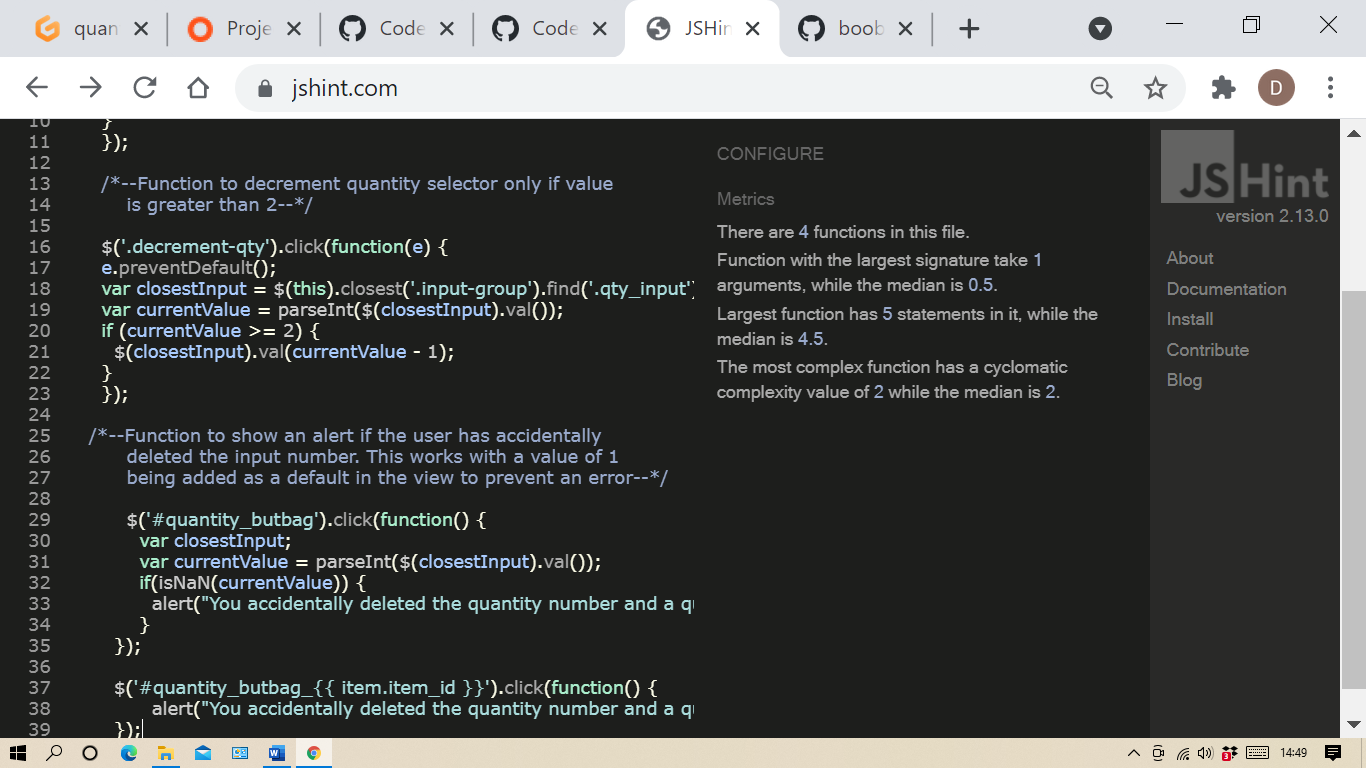 quan
Proje
Code
Code
JSHin
boob
jshint.com
D
10 }
11 });
12
13 /*--Function to decrement quantity selector only if value
14 is greater than 2--*/
15
16 $('.decrement-qty').click(function(e) {
17 e.preventDefault();
18 var closestInput = $(this).closest('.input-group').find('.qty_input')
19 var currentValue = parseInt($(closestInput).val());
20 if (currentValue >= 2) {
21 $(closestInput).val(currentValue - 1);
22 }
23 });
24
25 /*--Function to show an alert if the user has accidentally
26 deleted the input number. This works with a value of 1
27 being added as a default in the view to prevent an error--*/
28
29 $('#quantity_butbag').click(function() {
30 var closestInput;
31 var currentValue = parseInt($(closestInput).val());
32 if(isNaN(currentValue)) {
33 alert("You accidentally deleted the quantity number and a qu
34 }
35 });
36
37 $('#quantity_butbag_{{ item.item_id }}').click(function() {
38 alert("You accidentally deleted the quantity number and a qu
39 });
CONFIGURE
Metrics
There are 4 functions in this file.
Function with the largest signature take 1
arguments, while the median is 0.5.
Largest function has 5 statements in it, while the
median is 4.5.
The most complex function has a cyclomatic
complexity value of 2 while the median is 2.
JSHint
version 2.13.0
About
Documentation
Install
Contribute
Blog
14:49